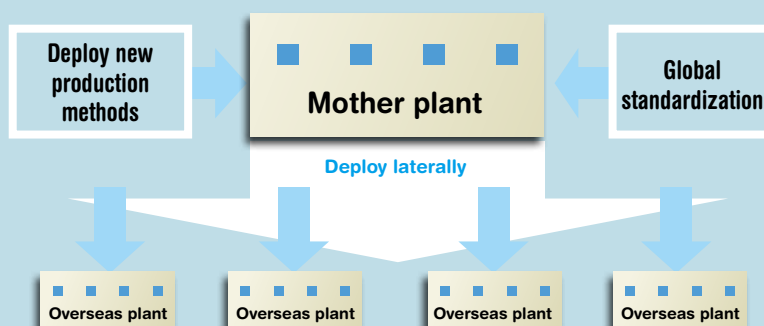 Deploy new
production
methods
Mother plant
Global
standardization
Deploy laterally
Overseas plant
Overseas plant
Overseas plant
Overseas plant